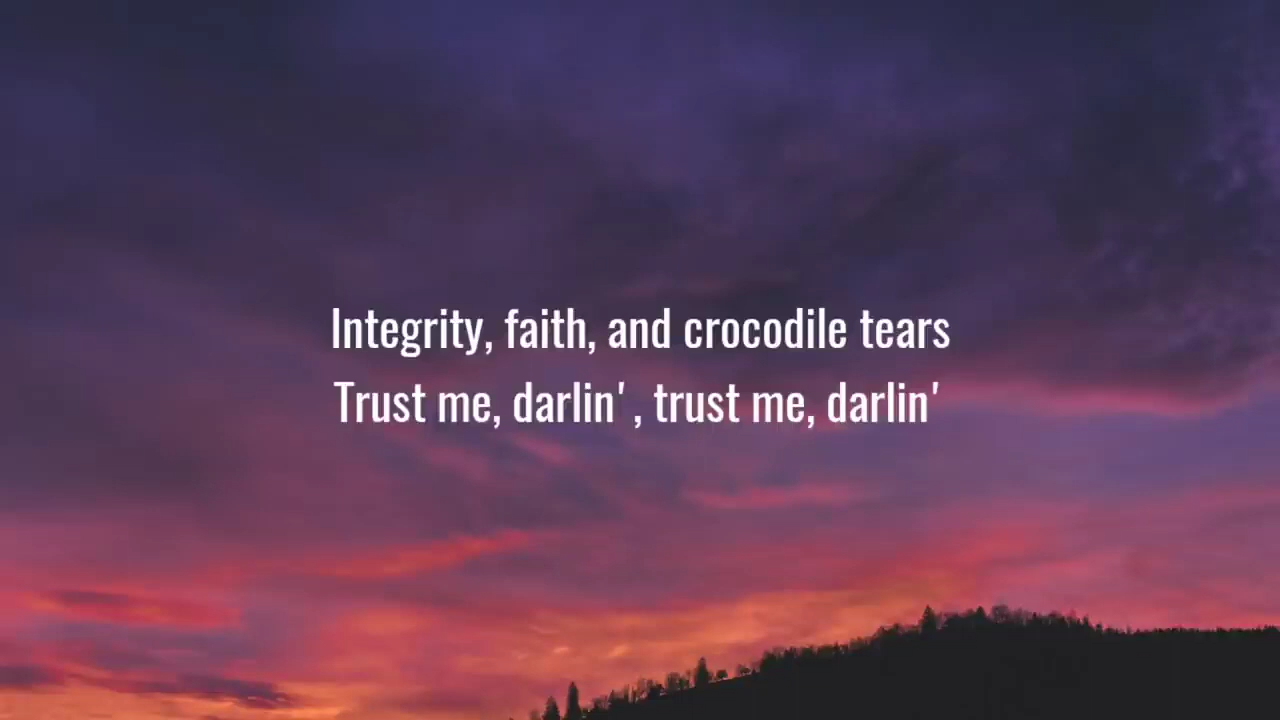 Integrity, faith, and crocodile tears
Trust me, darlin' , trust me, darlin'